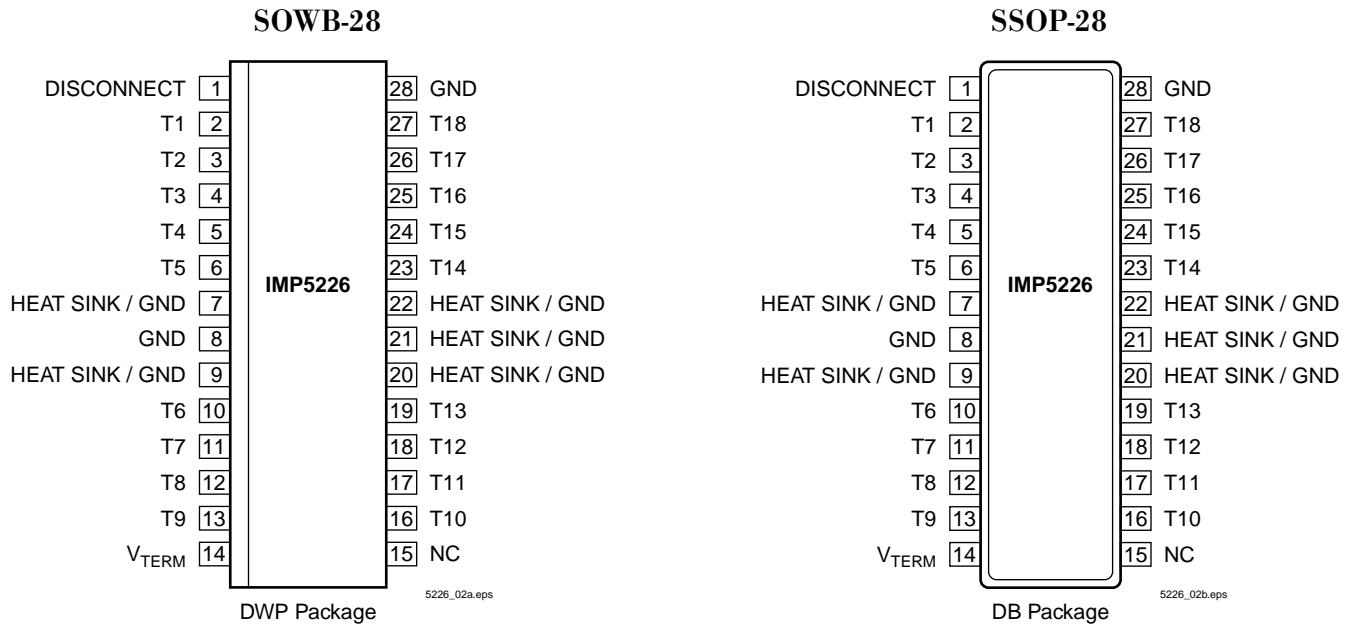 SOWB-28
DISCONNECT 1 28 GND
T1 2 27 T18
T2 3 26 T17
T3 4 25 T16
T4 5 24 T15
T5 6 23 T14
IMP5226
HEAT SINK / GND 7 22 HEAT SINK / GND
GND 8 21 HEAT SINK / GND
HEAT SINK / GND 9 20 HEAT SINK / GND
T6 10 19 T13
T7 11 18 T12
T8 12 17 T11
T9 13 16 T10
VTERM 14 15 NC
5226_02a.eps
DWP Package
SSOP-28
DISCONNECT 1 28 GND
T1 2 27 T18
T2 3 26 T17
T3 4 25 T16
T4 5 24 T15
T5 6 23 T14
IMP5226
HEAT SINK / GND 7 22 HEAT SINK / GND
GND 8 21 HEAT SINK / GND
HEAT SINK / GND 9 20 HEAT SINK / GND
T6 10 19 T13
T7 11 18 T12
T8 12 17 T11
T9 13 16 T10
VTERM 14 15 NC
5226_02b.eps
DB Package